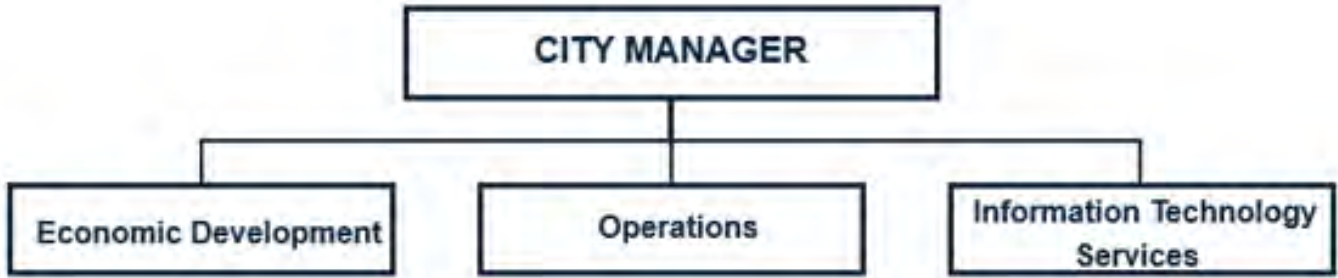 CITY MANAGER
Economic Development
Operations
Information Technology
Services